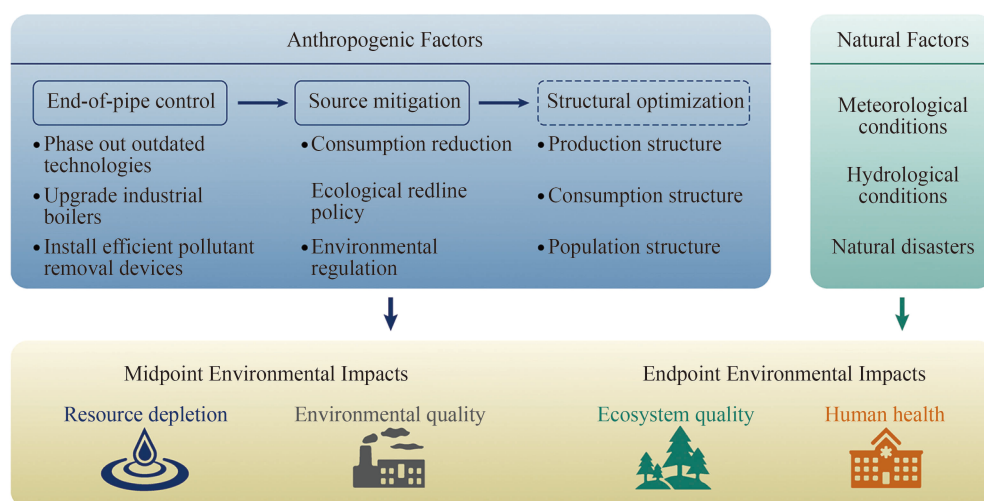 Anthropogenic Factors
Natural Factors
End-of-pipe control
Source mitigation
Structural optimization
• Phase out outdated
technologies
• Upgrade industrial
boilers
• Install efficient pollutant
removal devices
• Consumption reduction
Ecological redline
policy
• Environmental
regulation
• Production structure
• Consumption structure
• Population structure
Meteorological
conditions
Hydrological
conditions
Natural disasters
Midpoint Environmental Impacts
Endpoint Environmental Impacts
Resource depletion
Environmental quality
Ecosystem quality
Human health